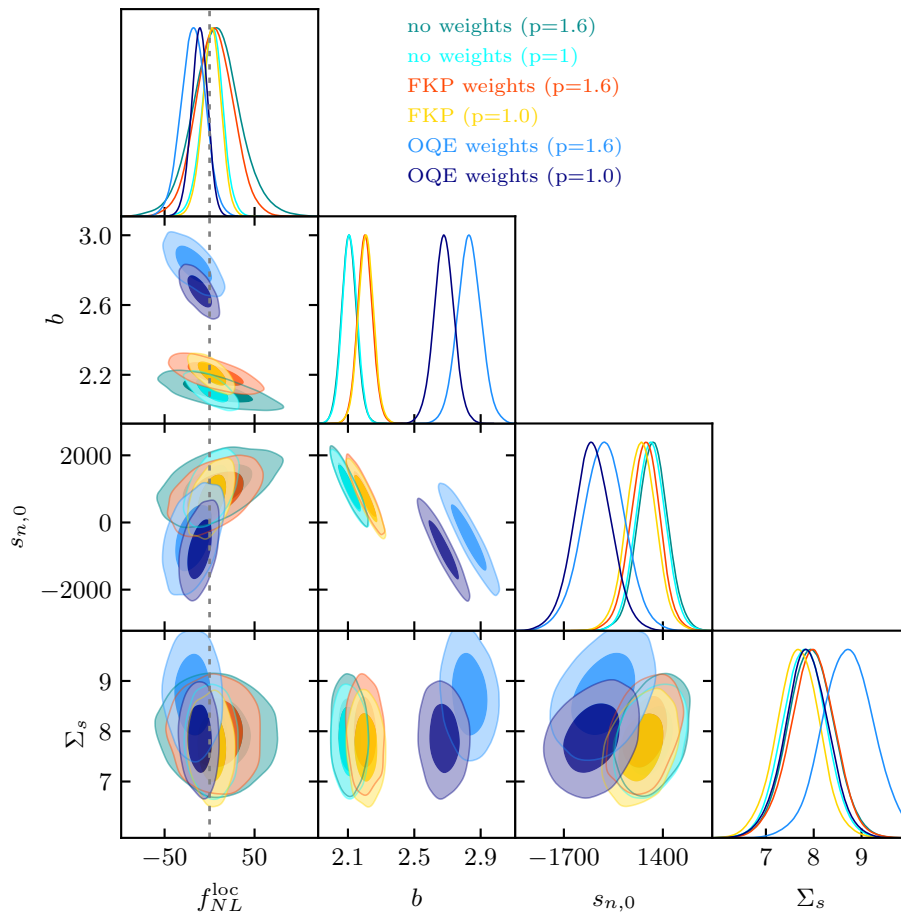 no weights (p=1.6)
no weights (p=1)
FKP weights (p=1.6)
FKP (p=1.0)
OQE weights (p=1.6)
OQE weights (p=1.0)
3.0
2.6
2.2
b
2000
0
−2000
s_{n,0}
9
8
7
Σ_s
−50 50
2.1 2.5 2.9
−1700 1400
7 8 9
f_{NL}^{loc}
b
s_{n,0}
Σ_s